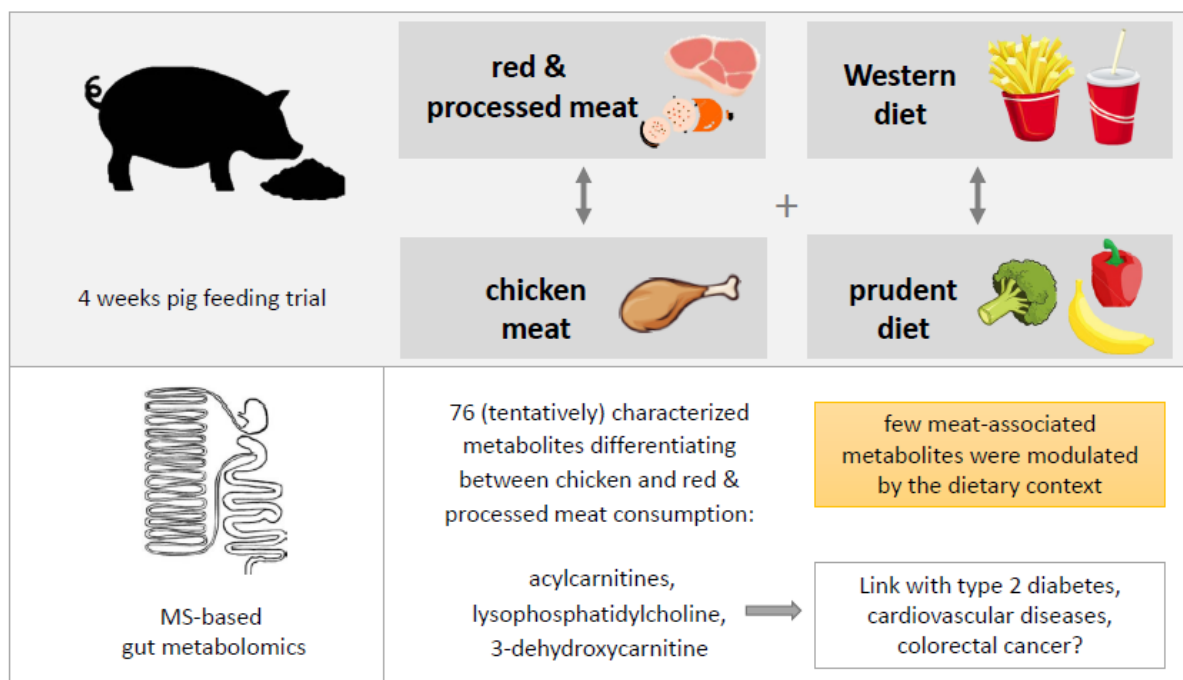 red &
processed meat
Western
diet
+
4 weeks pig feeding trial
chicken
meat
prudent
diet
MS-based
gut metabolomics
76 (tentatively) characterized
metabolites differentiating
between chicken and red &
processed meat consumption:
few meat-associated
metabolites were modulated
by the dietary context
acylcarnitines,
lysophosphatidylcholine,
3-dehydroxycarnitine
Link with type 2 diabetes,
cardiovascular diseases,
colorectal cancer?